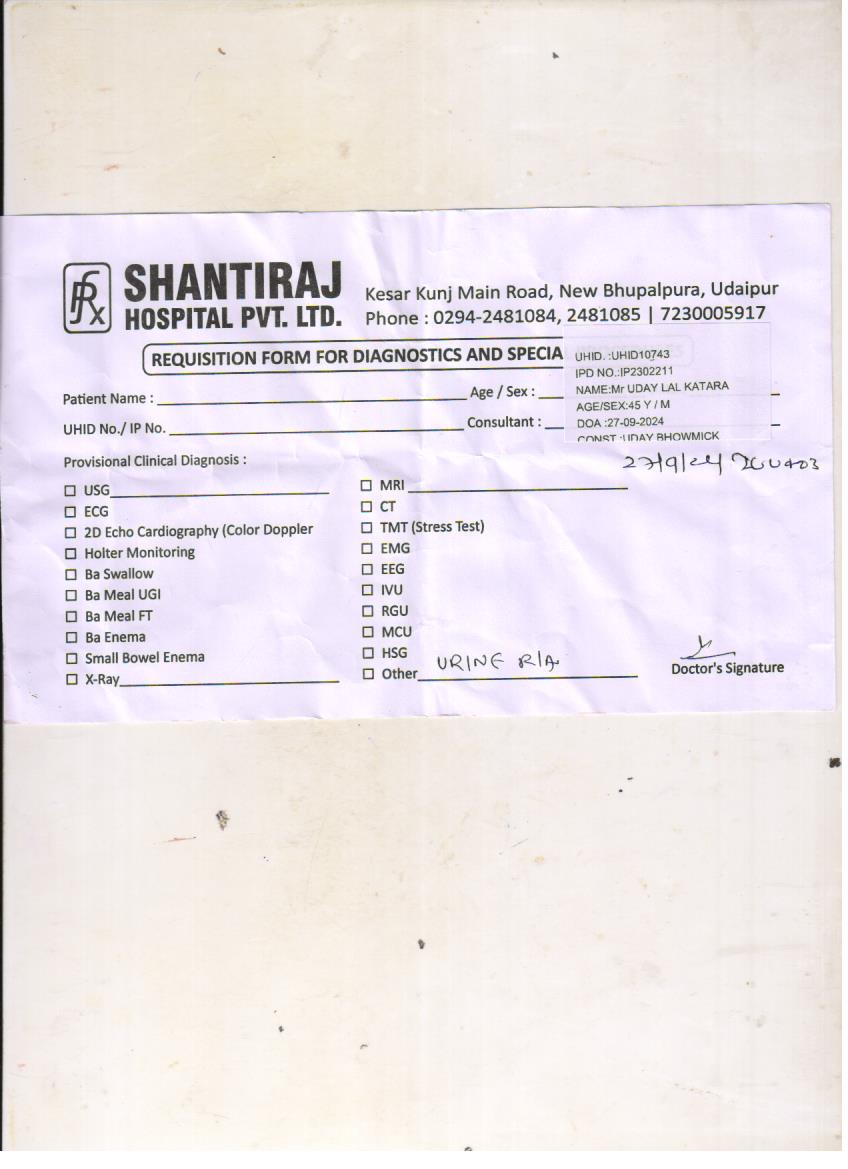 SHANTIRAJ
HOSPITAL PVT. LTD.
Kesar Kunj Main Road, New Bhupalpura, Udaipur
Phone : 0294-2481084, 2481085 | 7230005917
REQUISITION FORM FOR DIAGNOSTICS AND SPECIA
UHID. :UHID10743
IPD NO.:IP2302211
NAME:Mr UDAY LAL KATARA
AGE/SEX:45 Y / M
DOA :27-09-2024
CONST :UDAY BHOWMICK
Patient Name :
Age / Sex :
UHID No./ IP No.
Consultant :
27/9/24
Provisional Clinical Diagnosis :
USG
ECG
2D Echo Cardiography (Color Doppler
Holter Monitoring
Ba Swallow
Ba Meal UGI
Ba Meal FT
Ba Enema
Small Bowel Enema
X-Ray
MRI
CT
TMT (Stress Test)
EMG
EEG
IVU
RGU
MCU
HSG
Other URINE R/A
Doctor's Signature